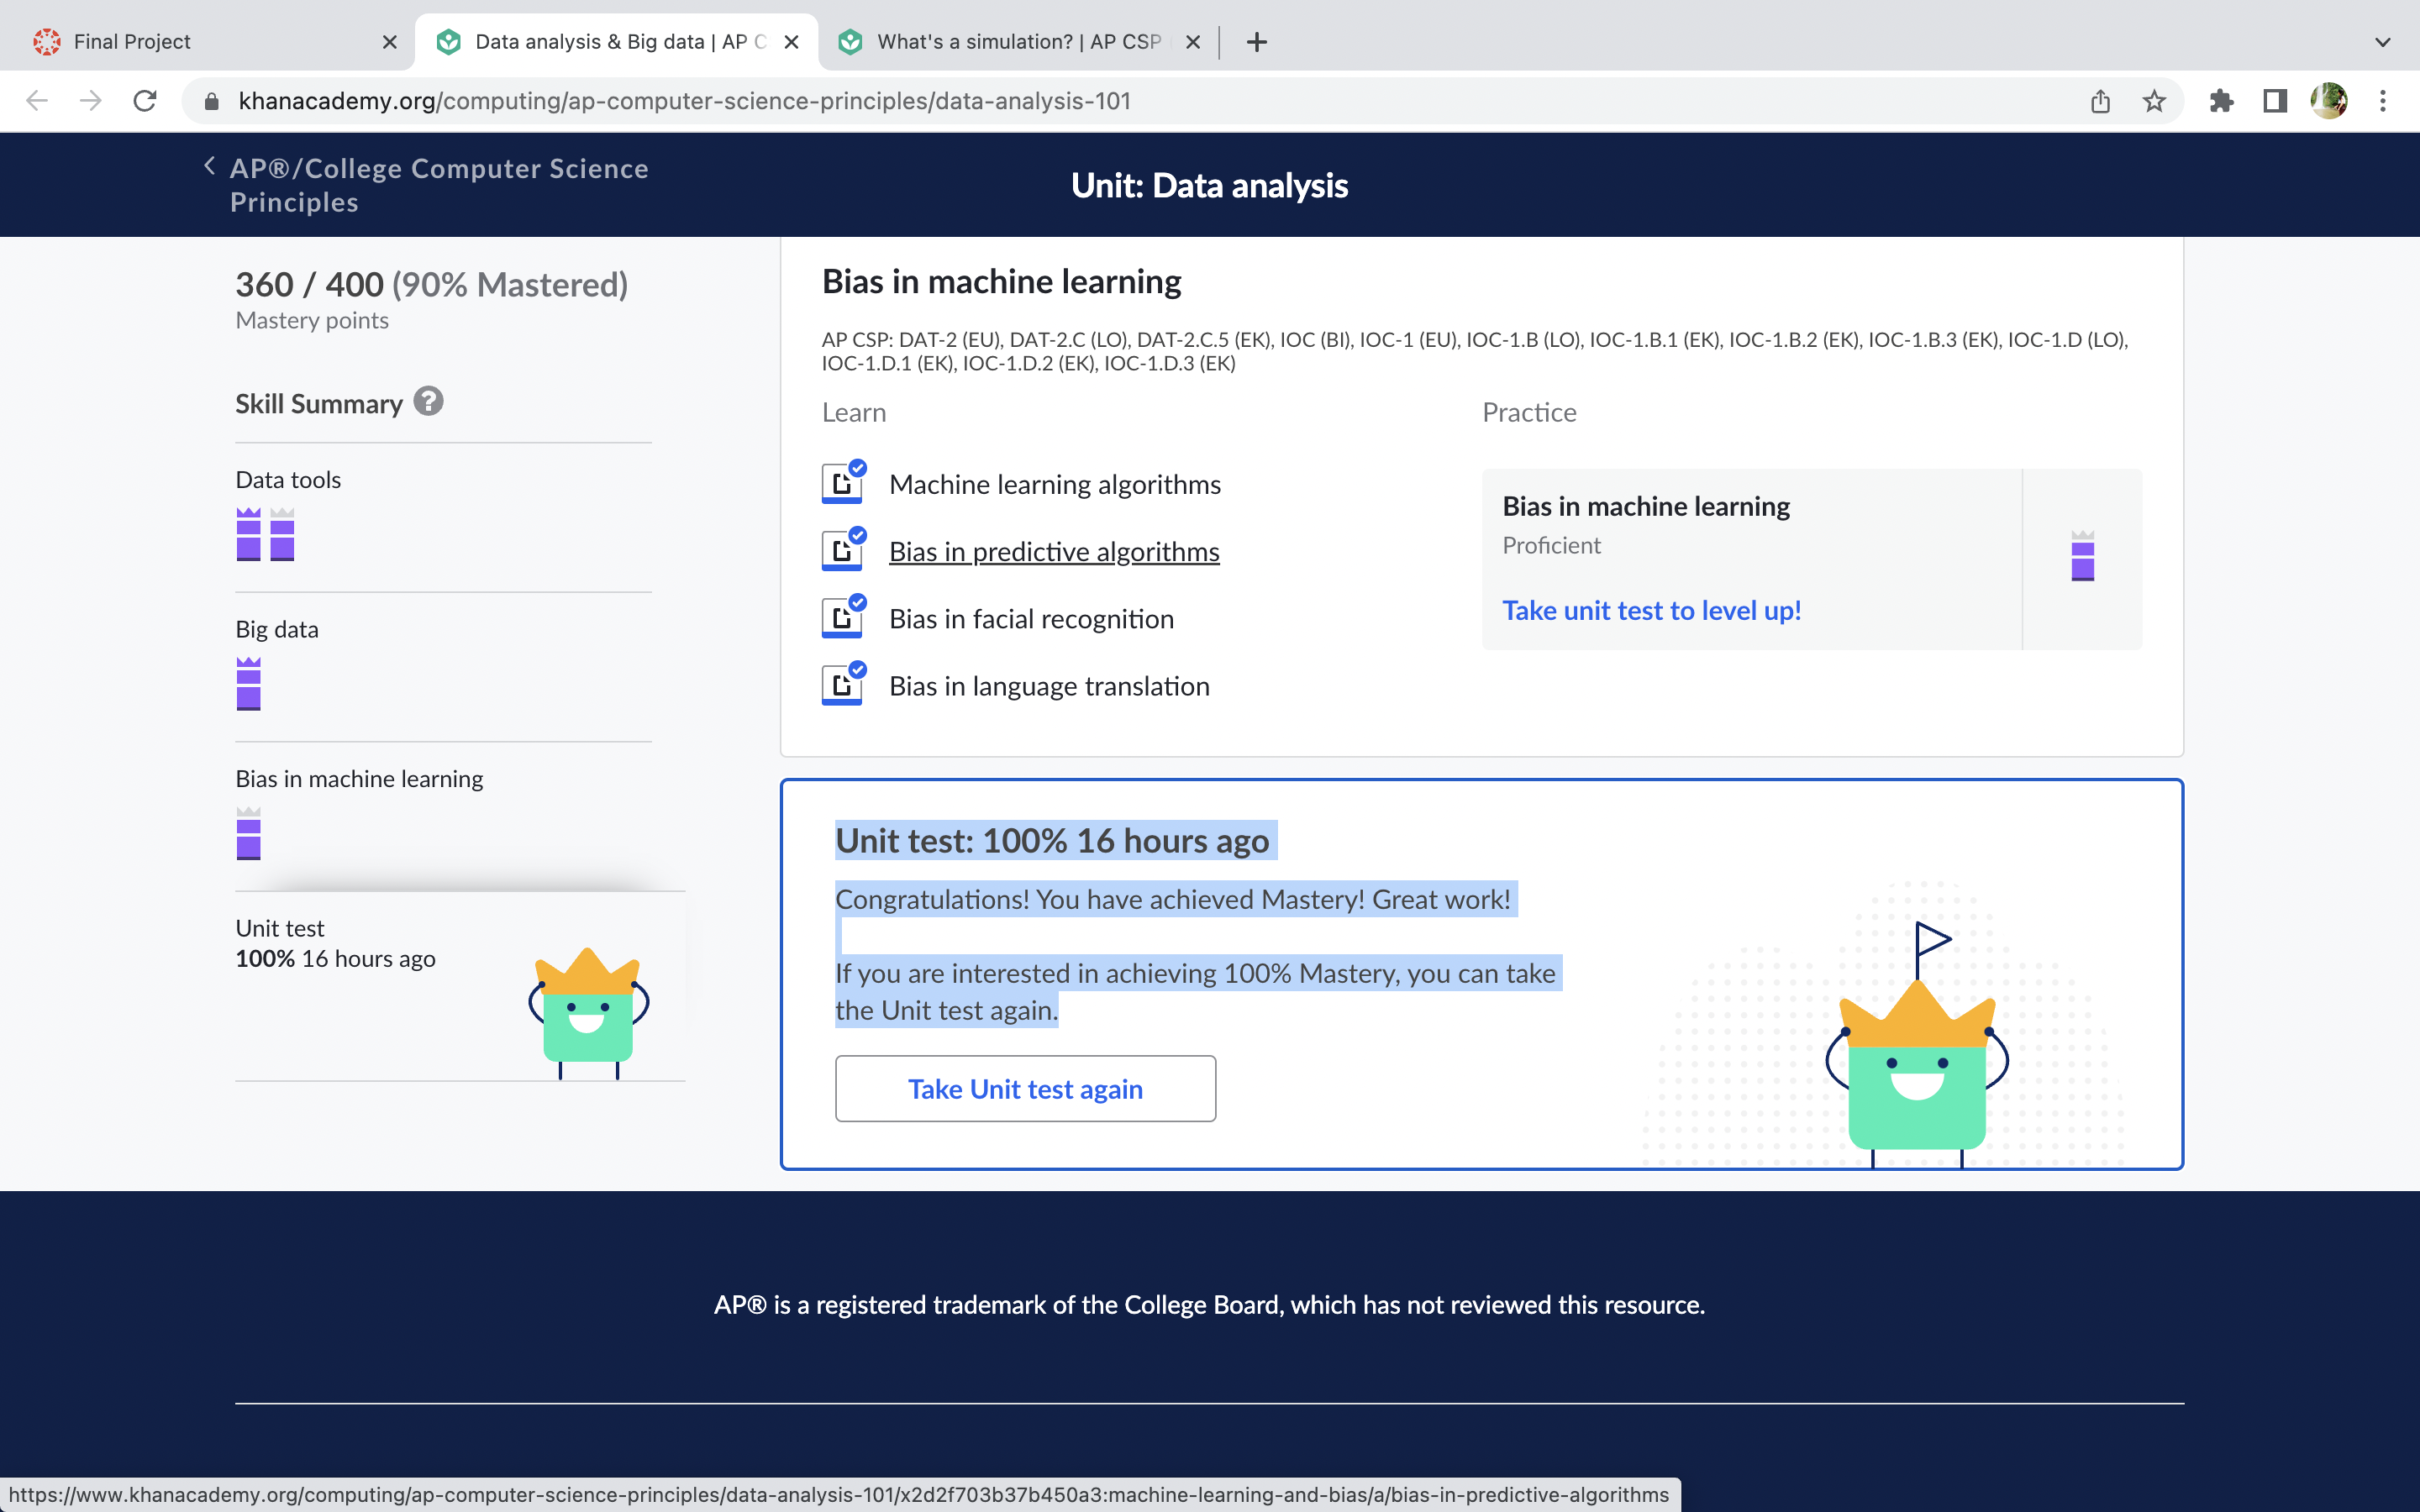 Final Project
Data analysis & Big data | AP C
What's a simulation? | AP CSP
khanacademy.org/computing/ap-computer-science-principles/data-analysis-101
AP®/College Computer Science
Principles
Unit: Data analysis
360 / 400 (90% Mastered)
Mastery points
Skill Summary ?
Data tools
Big data
Bias in machine learning
Unit test
100% 16 hours ago
Bias in machine learning
AP CSP: DAT-2 (EU), DAT-2.C (LO), DAT-2.C.5 (EK), IOC (BI), IOC-1 (EU), IOC-1.B (LO), IOC-1.B.1 (EK), IOC-1.B.2 (EK), IOC-1.B.3 (EK), IOC-1.D (LO),
IOC-1.D.1 (EK), IOC-1.D.2 (EK), IOC-1.D.3 (EK)
Learn
Machine learning algorithms
Bias in predictive algorithms
Bias in facial recognition
Bias in language translation
Practice
Bias in machine learning
Proficient
Take unit test to level up!
Unit test: 100% 16 hours ago
Congratulations! You have achieved Mastery! Great work!
If you are interested in achieving 100% Mastery, you can take
the Unit test again.
Take Unit test again
AP® is a registered trademark of the College Board, which has not reviewed this resource.
https://www.khanacademy.org/computing/ap-computer-science-principles/data-analysis-101/x2d2f703b37b450a3:machine-learning-and-bias/a/bias-in-predictive-algorithms